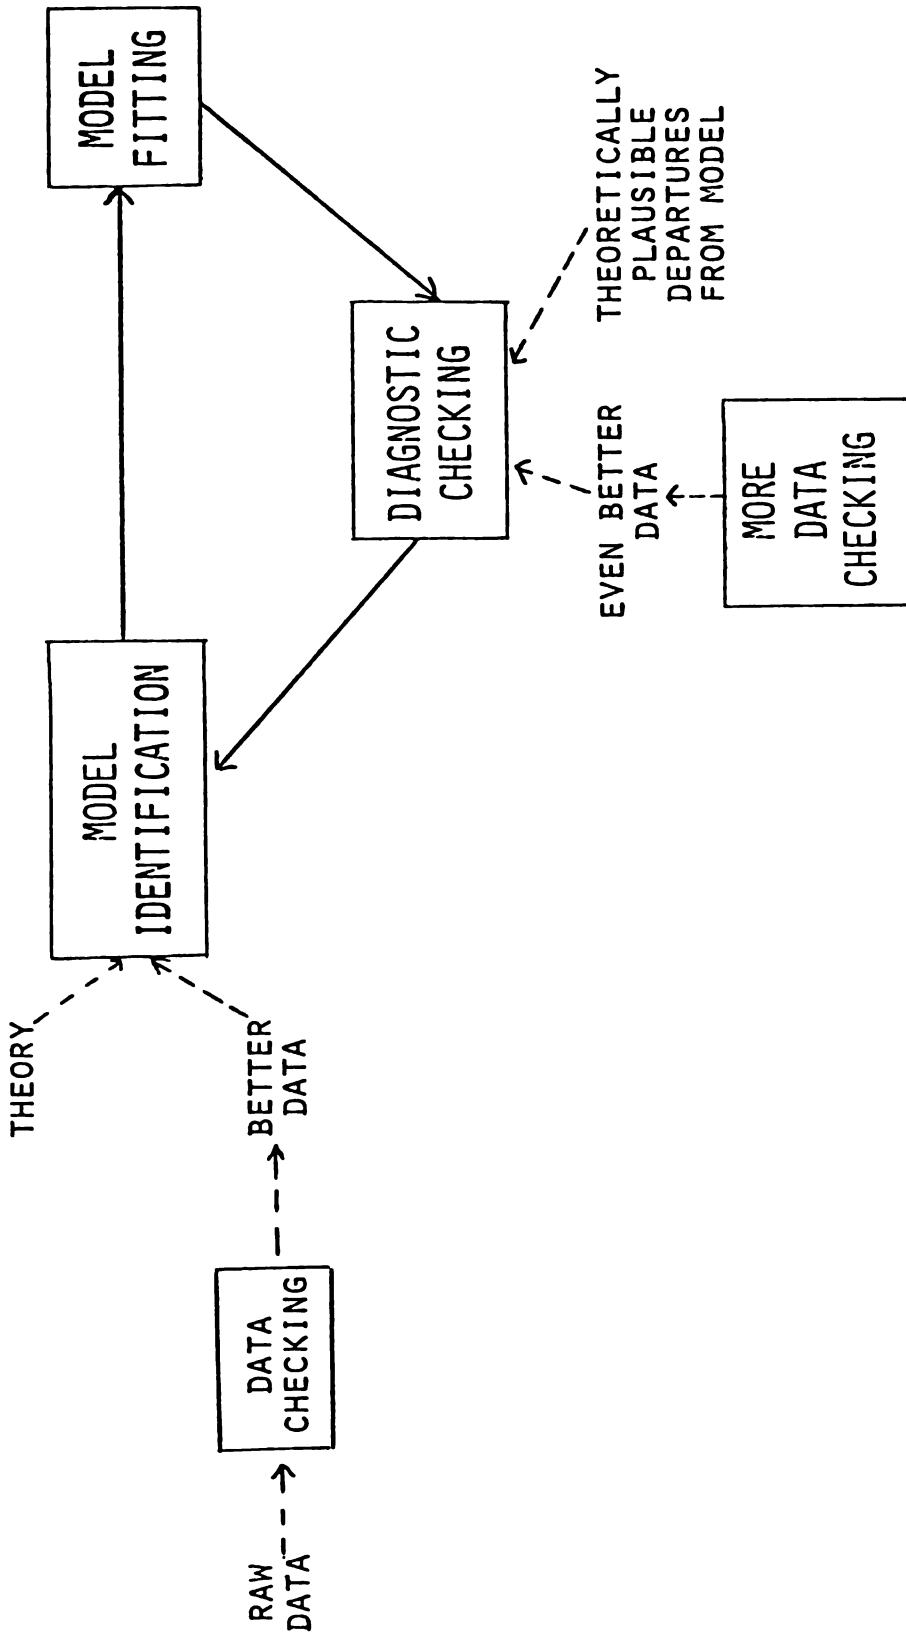 THEORY
RAW
DATA
DATA
CHECKING
BETTER
DATA
MODEL
IDENTIFICATION
MODEL
FITTING
DIAGNOSTIC
CHECKING
EVEN BETTER
DATA
THEORETICALLY
PLAUSIBLE
DEPARTURES
FROM MODEL
MORE
DATA
CHECKING